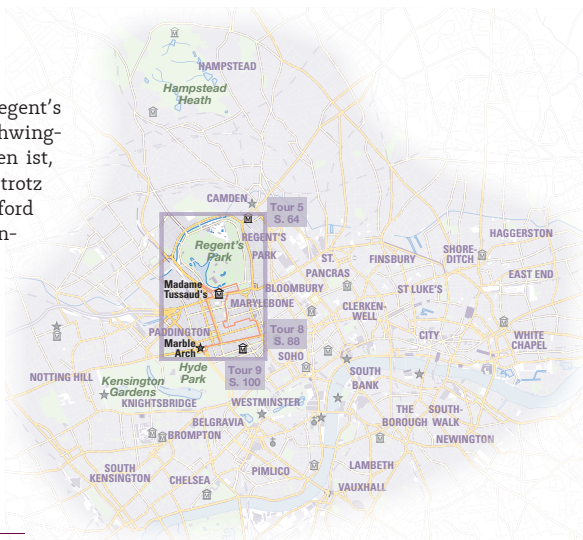 egent's
hwing-
en ist,
trotz
ford
n-
HAMPSTEAD
Hampstead
Heath
CAMDEN
Tour 5
S. 64
REGENT'S
PARK
Regent's
Park
HAGGERSTON
SHORE-
DITCH
ST.
PANCRAS
FINSBURY
EAST END
Madame
Tussaud's
BLOOMBURY
ST LUKE'S
MARYLEBONE
CLERKEN-
WELL
PADDINGTON
Marble
Arch
Tour 8
S. 88
CITY
WHITE
CHAPEL
SOHO
Hyde
Park
Tour 9
S. 100
NOTTING HILL
Kensington
Gardens
SOUTH
BANK
KNIGHTSBRIDGE
WESTMINSTER
THE
BOROUGH
SOUTH-
WALK
BELGRAVIA
BROMPTON
NEWINGTON
SOUTH
KENSINGTON
CHELSEA
PIMLICO
LAMBETH
VAUXHALL